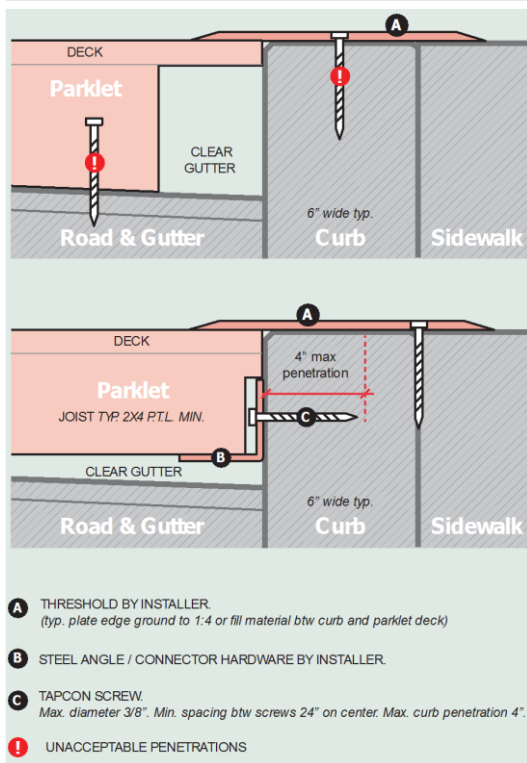 A
DECK
Parklet
!
!
CLEAR
GUTTER
6" wide typ.
Road & Gutter
Curb
Sidewalk
A
DECK
4" max
penetration
Parklet
JOIST TYP. 2X4 P.T.L. MIN.
C
B
CLEAR GUTTER
6" wide typ.
Road & Gutter
Curb
Sidewalk
A THRESHOLD BY INSTALLER.
(typ. plate edge ground to 1:4 or fill material btw curb and parklet deck)
B STEEL ANGLE / CONNECTOR HARDWARE BY INSTALLER.
C TAPCON SCREW.
Max. diameter 3/8". Min. spacing btw screws 24" on center. Max. curb penetration 4".
! UNACCEPTABLE PENETRATIONS